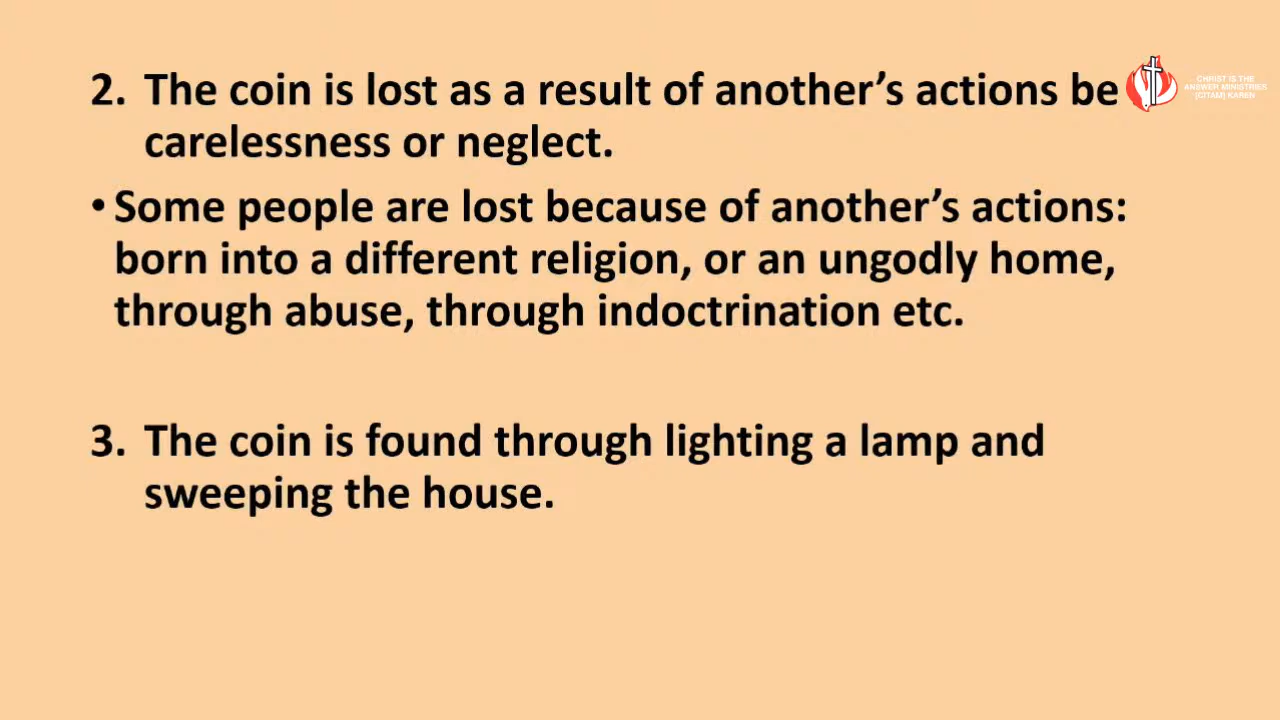 2. The coin is lost as a result of another’s actions be
carelessness or neglect.
• Some people are lost because of another’s actions:
born into a different religion, or an ungodly home,
through abuse, through indoctrination etc.
3. The coin is found through lighting a lamp and
sweeping the house.
CHRIST IS THE
ANSWER MINISTRIES
(CITAM) KAREN